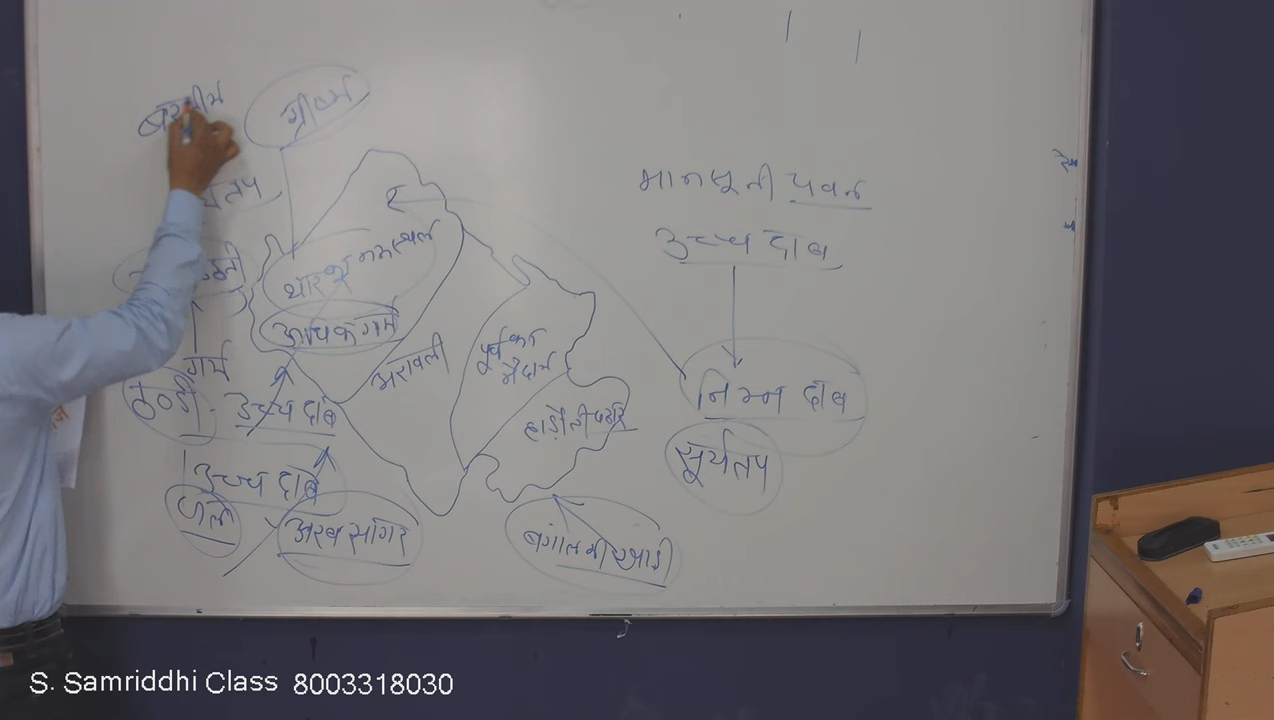 ग्रीष्म
मानसूनी पवन
उच्च दाब
थार का मरूस्थल
अधिक गर्म
अरावली
पूर्व का
मैदान
हाड़ौती पठार
निम्न दाब
सूर्यतप
गर्म
ठण्डी
उच्च दाब
उच्च दाब
जल
अरब सागर
बंगाल की खाड़ी
S. Samriddhi Class 8003318030